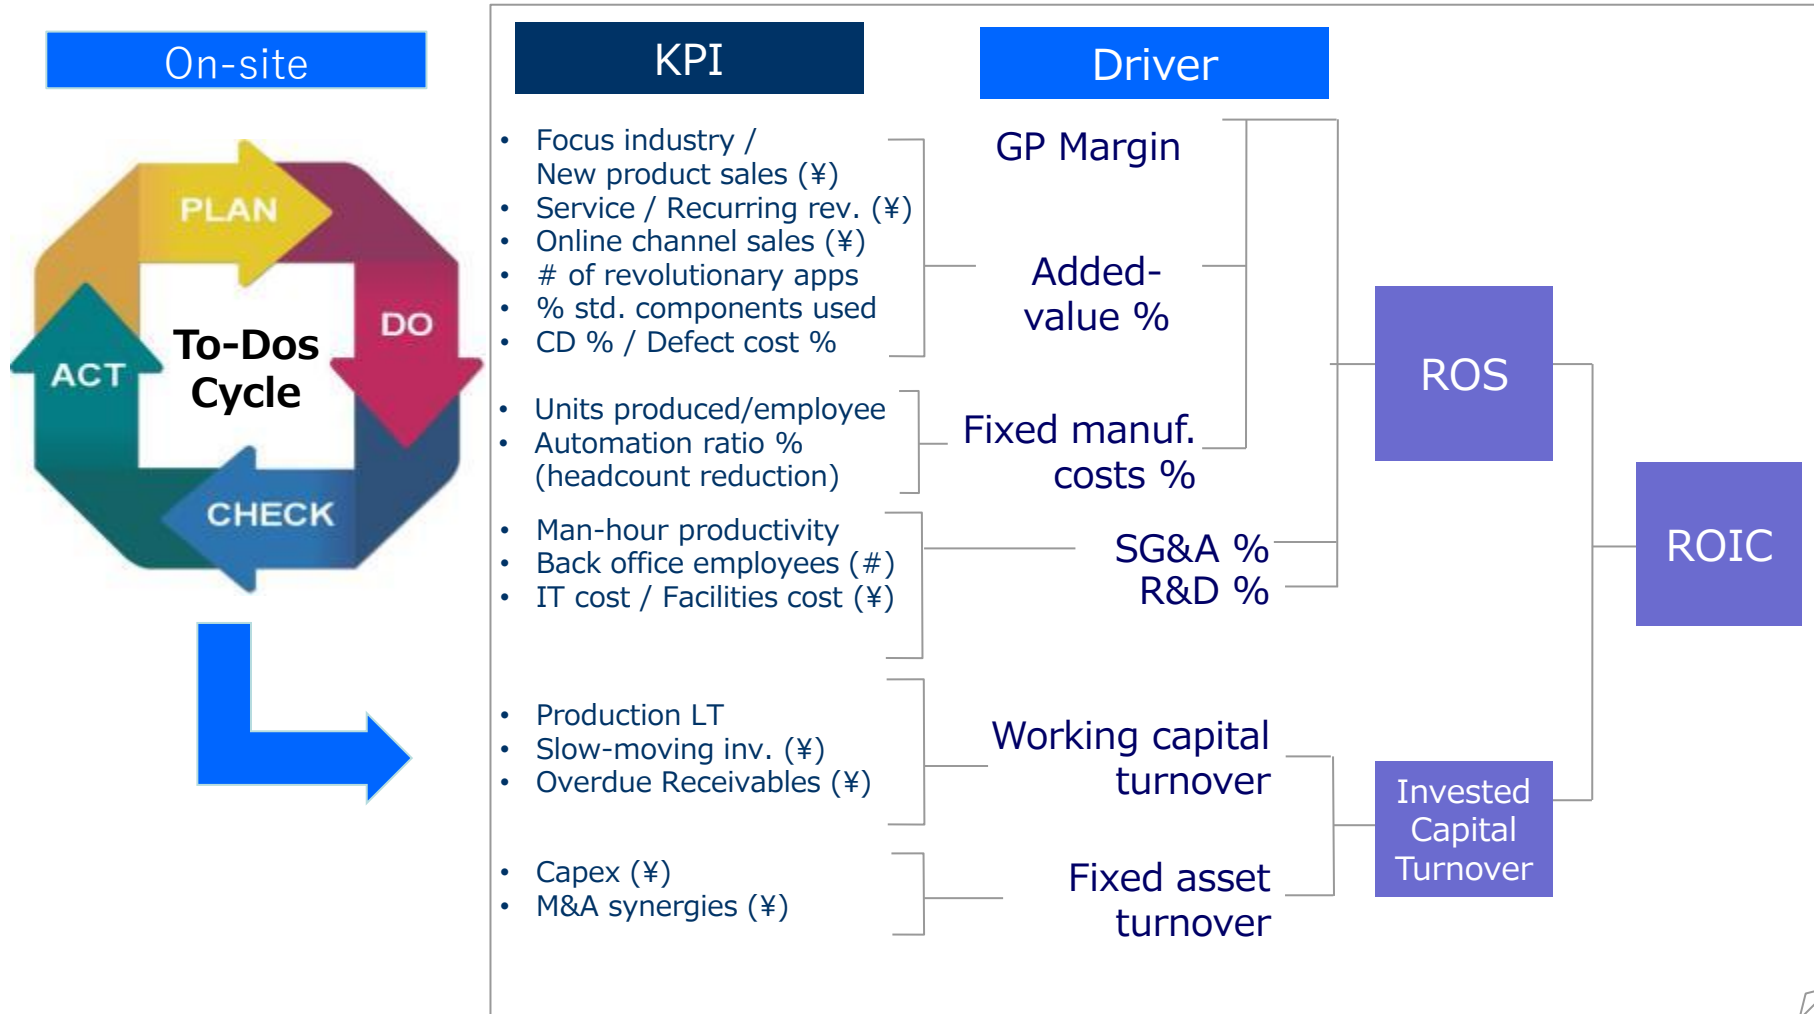 On-site
PLAN
DO
CHECK
ACT
To-Dos
Cycle
KPI
• Focus industry /
New product sales (¥)
• Service / Recurring rev. (¥)
• Online channel sales (¥)
• # of revolutionary apps
• % std. components used
• CD % / Defect cost %
• Units produced/employee
• Automation ratio %
(headcount reduction)
• Man-hour productivity
• Back office employees (#)
• IT cost / Facilities cost (¥)
• Production LT
• Slow-moving inv. (¥)
• Overdue Receivables (¥)
• Capex (¥)
• M&A synergies (¥)
Driver
GP Margin
Added-
value %
Fixed manuf.
costs %
SG&A %
R&D %
Working capital
turnover
Fixed asset
turnover
ROS
Invested
Capital
Turnover
ROIC